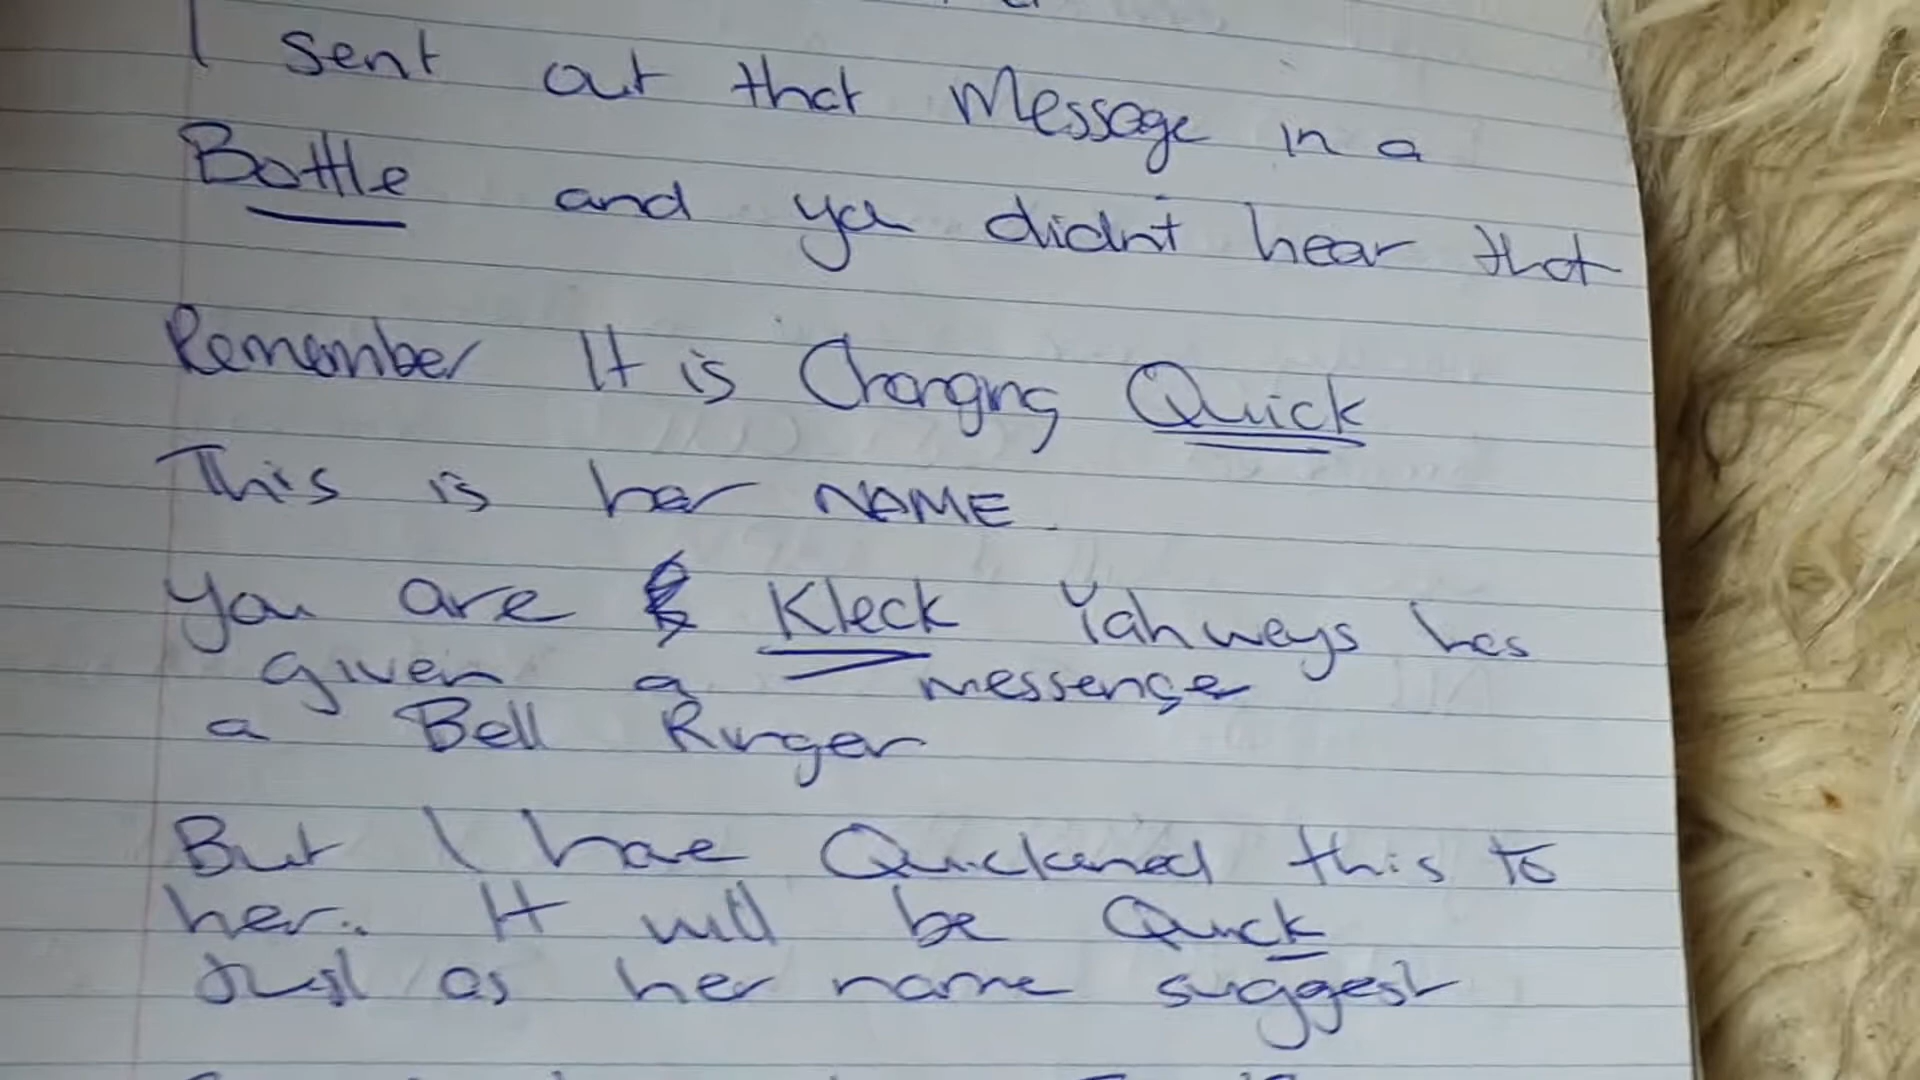 I sent out that Message in a
Bottle and you didn't hear that
Remember It is Changing Quick
This is her NAME.
You are Kleck Yahweys has
given a messenger
a Bell Ringer
But I have Quickened this to
her.. It will be Quick
Just as her name suggest